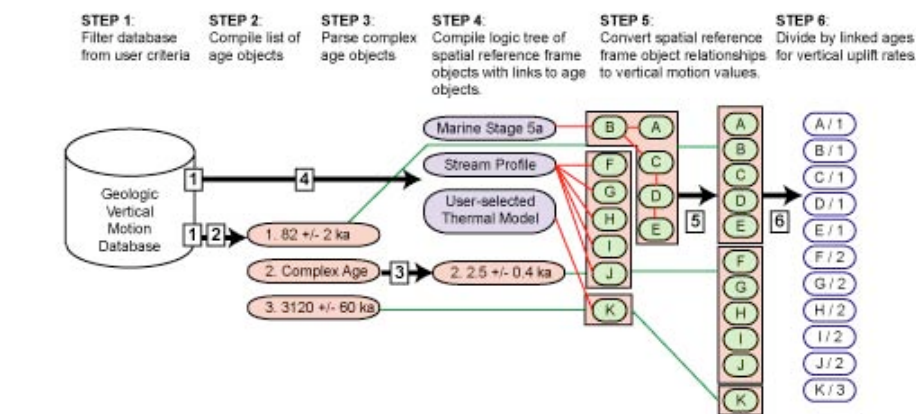 STEP 1:
Filter database
from user criteria
STEP 2:
Compile list of
age objects
STEP 3:
Parse complex
age objects
STEP 4:
Compile logic tree of
spatial reference frame
objects with links to age
objects.
STEP 5:
Convert spatial reference
frame object relationships
to vertical motion values.
STEP 6:
Divide by linked ages
for vertical uplift rates
Geologic
Vertical
Motion
Database
1
4
1
2
1. 82 +/- 2 ka
2. Complex Age
3
2. 2.5 +/- 0.4 ka
3. 3120 +/- 60 ka
Marine Stage 5a
Stream Profile
User-selected
Thermal Model
B
A
C
D
E
F
G
H
I
J
K
5
A
B
C
D
E
F
G
H
I
J
K
6
A / 1
B / 1
C / 1
D / 1
E / 1
F / 2
G / 2
H / 2
I / 2
J / 2
K / 3